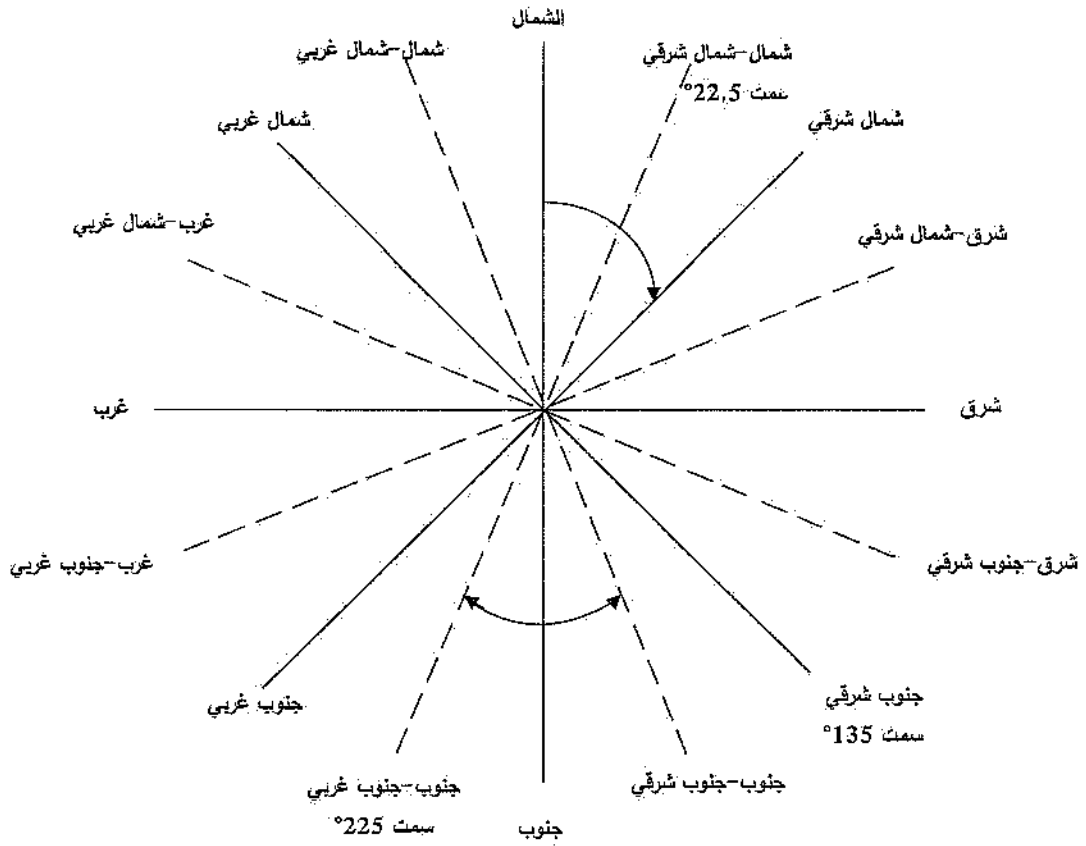 الشمال
شمال-شمال شرقي
سمت 22,5°
شمال-شمال غربي
شمال شرقي
شمال غربي
شرق-شمال شرقي
غرب-شمال غربي
شرق
غرب
شرق-جنوب شرقي
غرب-جنوب غربي
جنوب شرقي
سمت 135°
جنوب غربي
جنوب-جنوب شرقي
جنوب-جنوب غربي
سمت 225°
جنوب